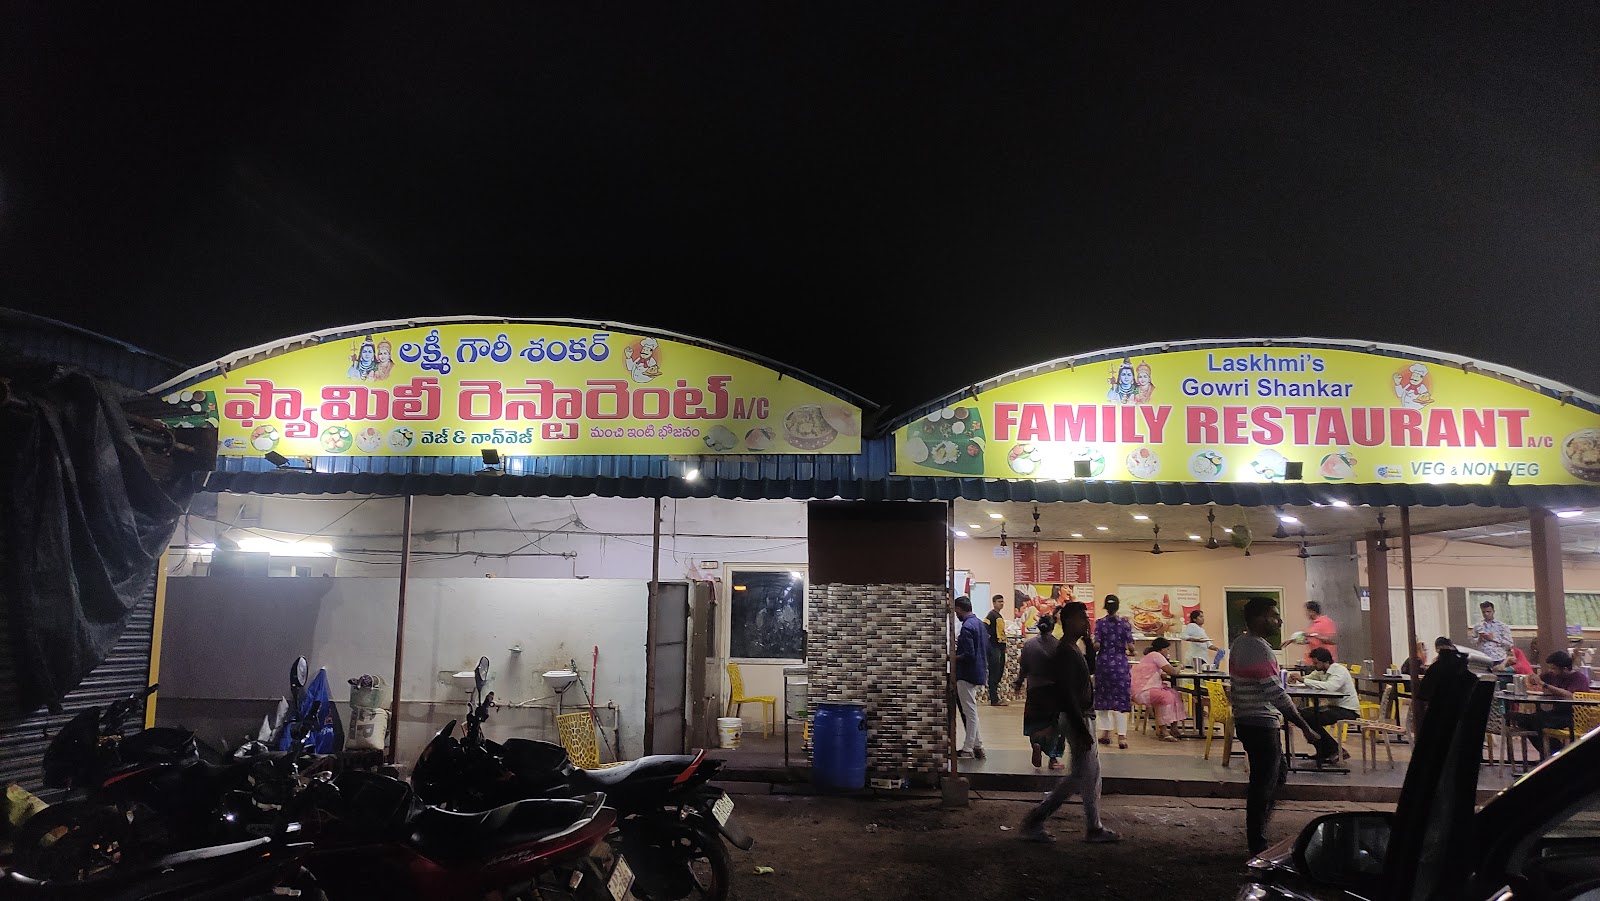 లక్ష్మీ గౌరీ శంకర్
ఫ్యామిలీ రెస్టారెంట్ A/C
వెజ్ & నాన్‌వెజ్ మంచి ఇంటి భోజనం
Laskhmi's
Gowri Shankar
FAMILY RESTAURANT A/C
VEG & NON VEG